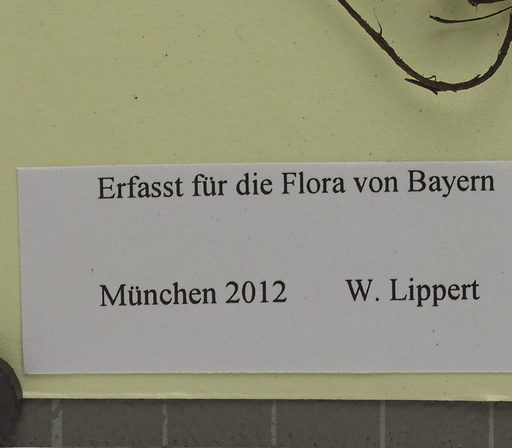 Erfasst für die Flora von Bayern
München 2012 W. Lippert